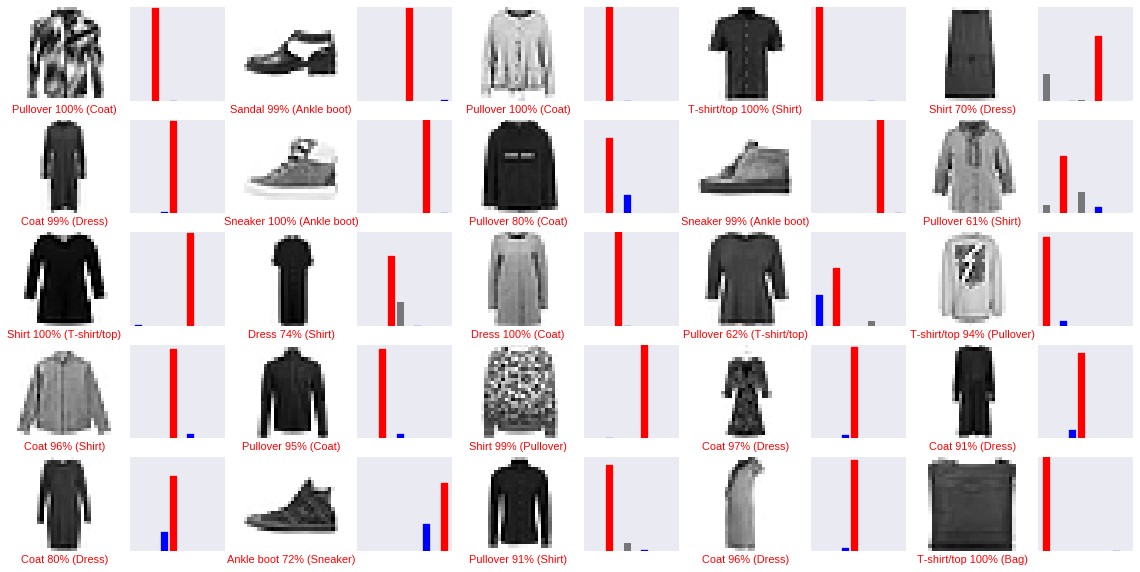 Pullover 100% (Coat)
Sandal 99% (Ankle boot)
Pullover 100% (Coat)
T-shirt/top 100% (Shirt)
Shirt 70% (Dress)
Coat 99% (Dress)
Sneaker 100% (Ankle boot)
Pullover 80% (Coat)
Sneaker 99% (Ankle boot)
Pullover 61% (Shirt)
Shirt 100% (T-shirt/top)
Dress 74% (Shirt)
Dress 100% (Coat)
Pullover 62% (T-shirt/top)
T-shirt/top 94% (Pullover)
Coat 96% (Shirt)
Pullover 95% (Coat)
Shirt 99% (Pullover)
Coat 97% (Dress)
Coat 91% (Dress)
Coat 80% (Dress)
Ankle boot 72% (Sneaker)
Pullover 91% (Shirt)
Coat 96% (Dress)
T-shirt/top 100% (Bag)